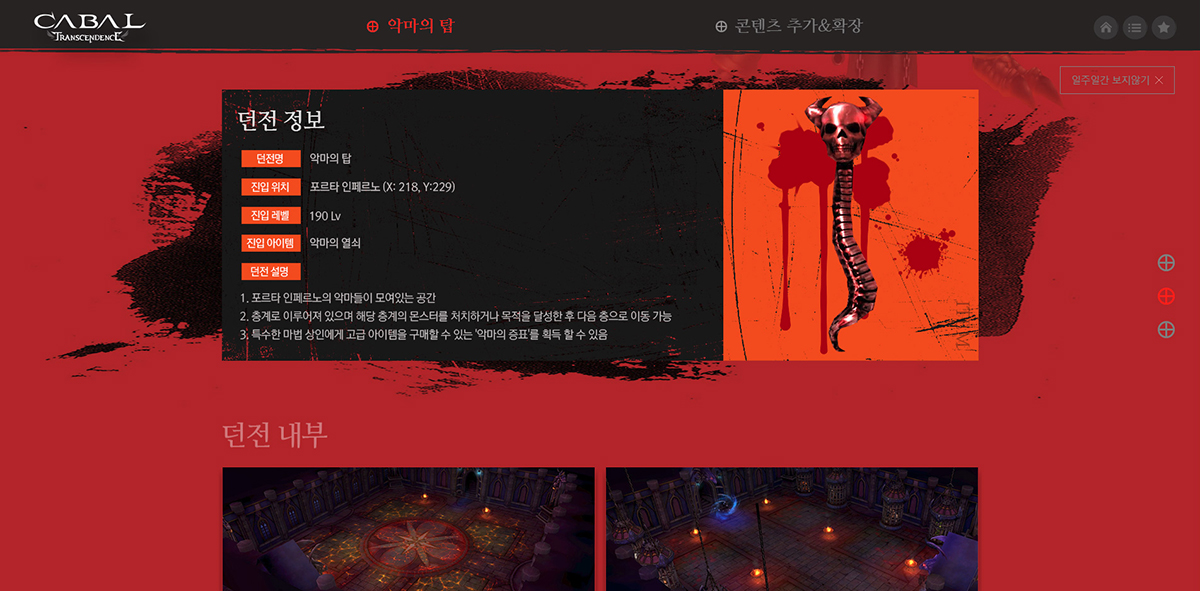 CABAL
TRANSCENDENCE
악마의 탑
콘텐츠 추가&확장
일주일간 보지않기
던전 정보
던전명 악마의 탑
진입 위치 포르타 인페르노 (X: 218, Y:229)
진입 레벨 190 Lv
진입 아이템 악마의 열쇠
던전 설명
1. 포르타 인페르노의 악마들이 모여있는 공간
2. 층계로 이루어져 있으며 해당 층계의 몬스터를 처치하거나 목적을 달성한 후 다음 층으로 이동 가능
3. 특수한 마법 상인에게 고급 아이템을 구매할 수 있는 '악마의 증표'를 획득 할 수 있음
던전 내부